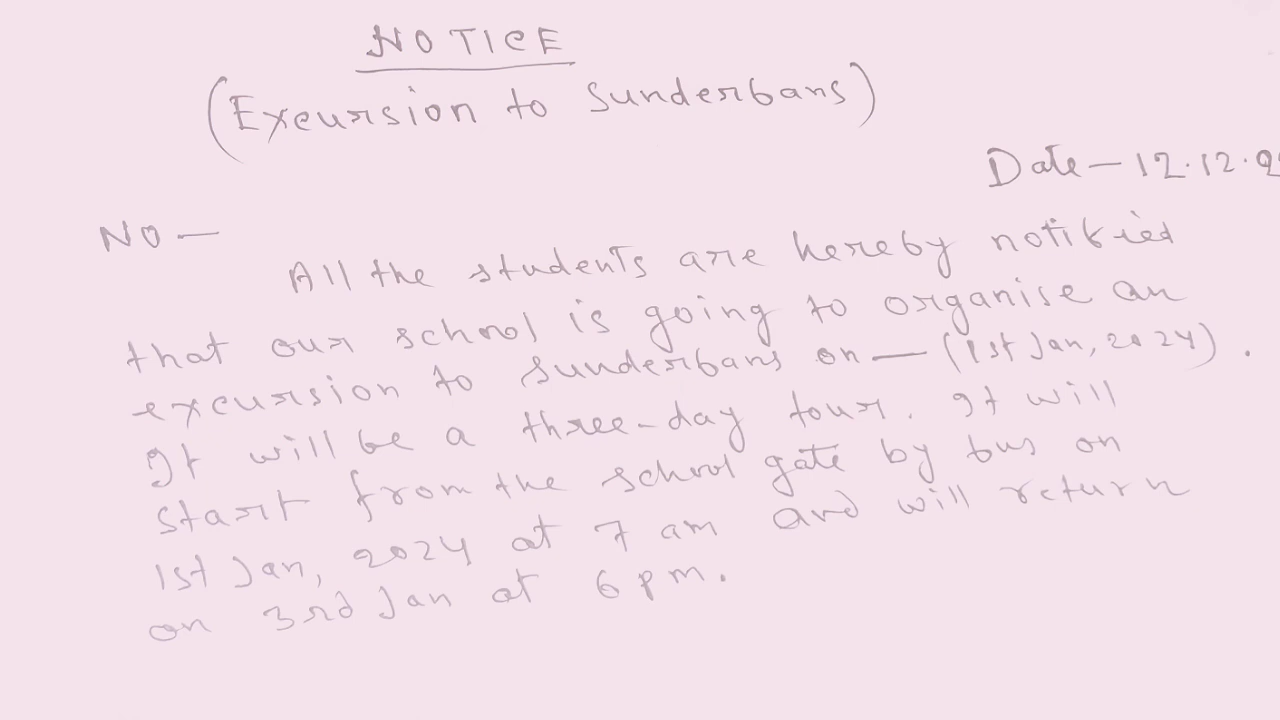 NOTICE
(Excursion to Sunderbans)
Date — 12.12.2
NO —
All the students are hereby notified
that our school is going to organise an
excursion to Sunderbans on — (1st Jan, 2024).
It will be a three-day tour. It will
start from the school gate by bus on
1st Jan, 2024 at 7 am and will return
on 3rd Jan at 6 pm.